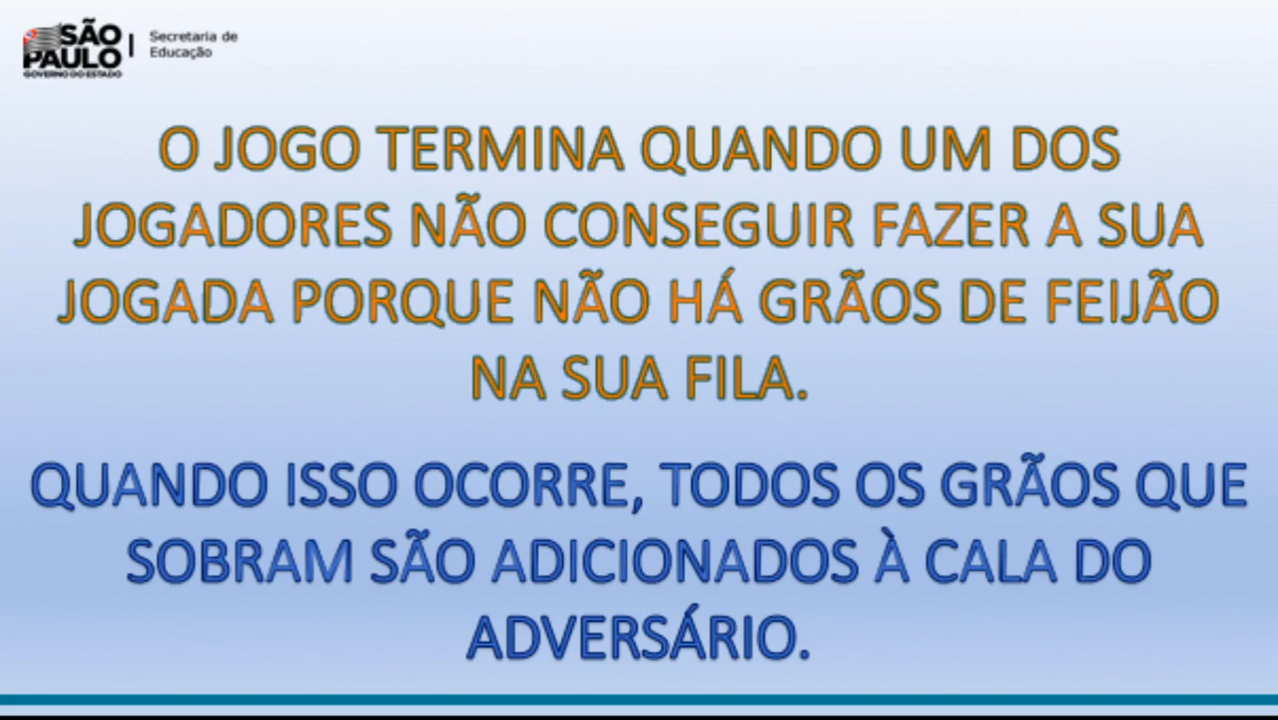 SÃO
PAULO
GOVERNO DO ESTADO
Secretaria de
Educação
O JOGO TERMINA QUANDO UM DOS
JOGADORES NÃO CONSEGUIR FAZER A SUA
JOGADA PORQUE NÃO HÁ GRÃOS DE FEIJÃO
NA SUA FILA.
QUANDO ISSO OCORRE, TODOS OS GRÃOS QUE
SOBRAM SÃO ADICIONADOS À CALA DO
ADVERSÁRIO.